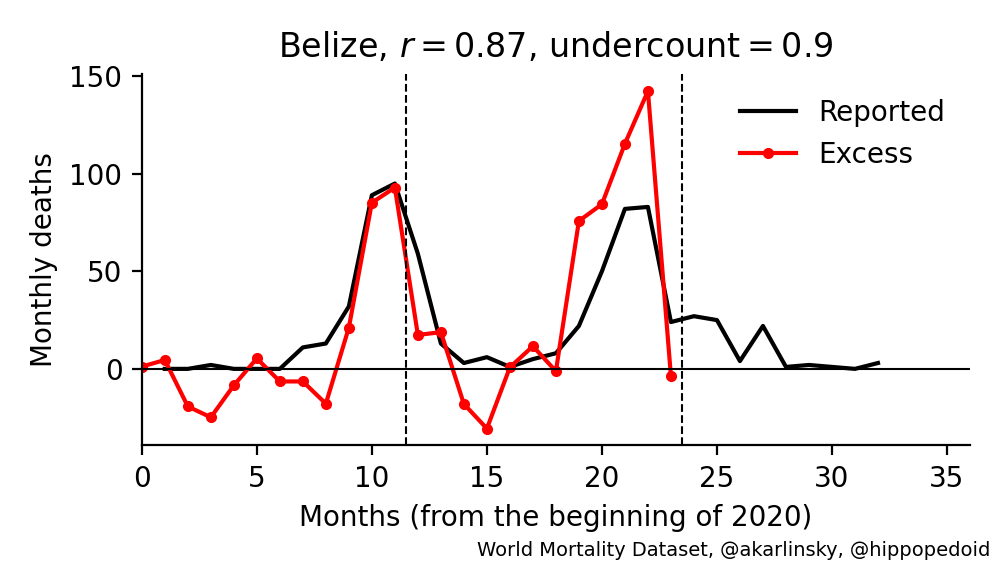 Belize, r = 0.87, undercount = 0.9
150
100
50
0
Monthly deaths
Reported
Excess
0 5 10 15 20 25 30 35
Months (from the beginning of 2020)
World Mortality Dataset, @akarlinsky, @hippopedoid